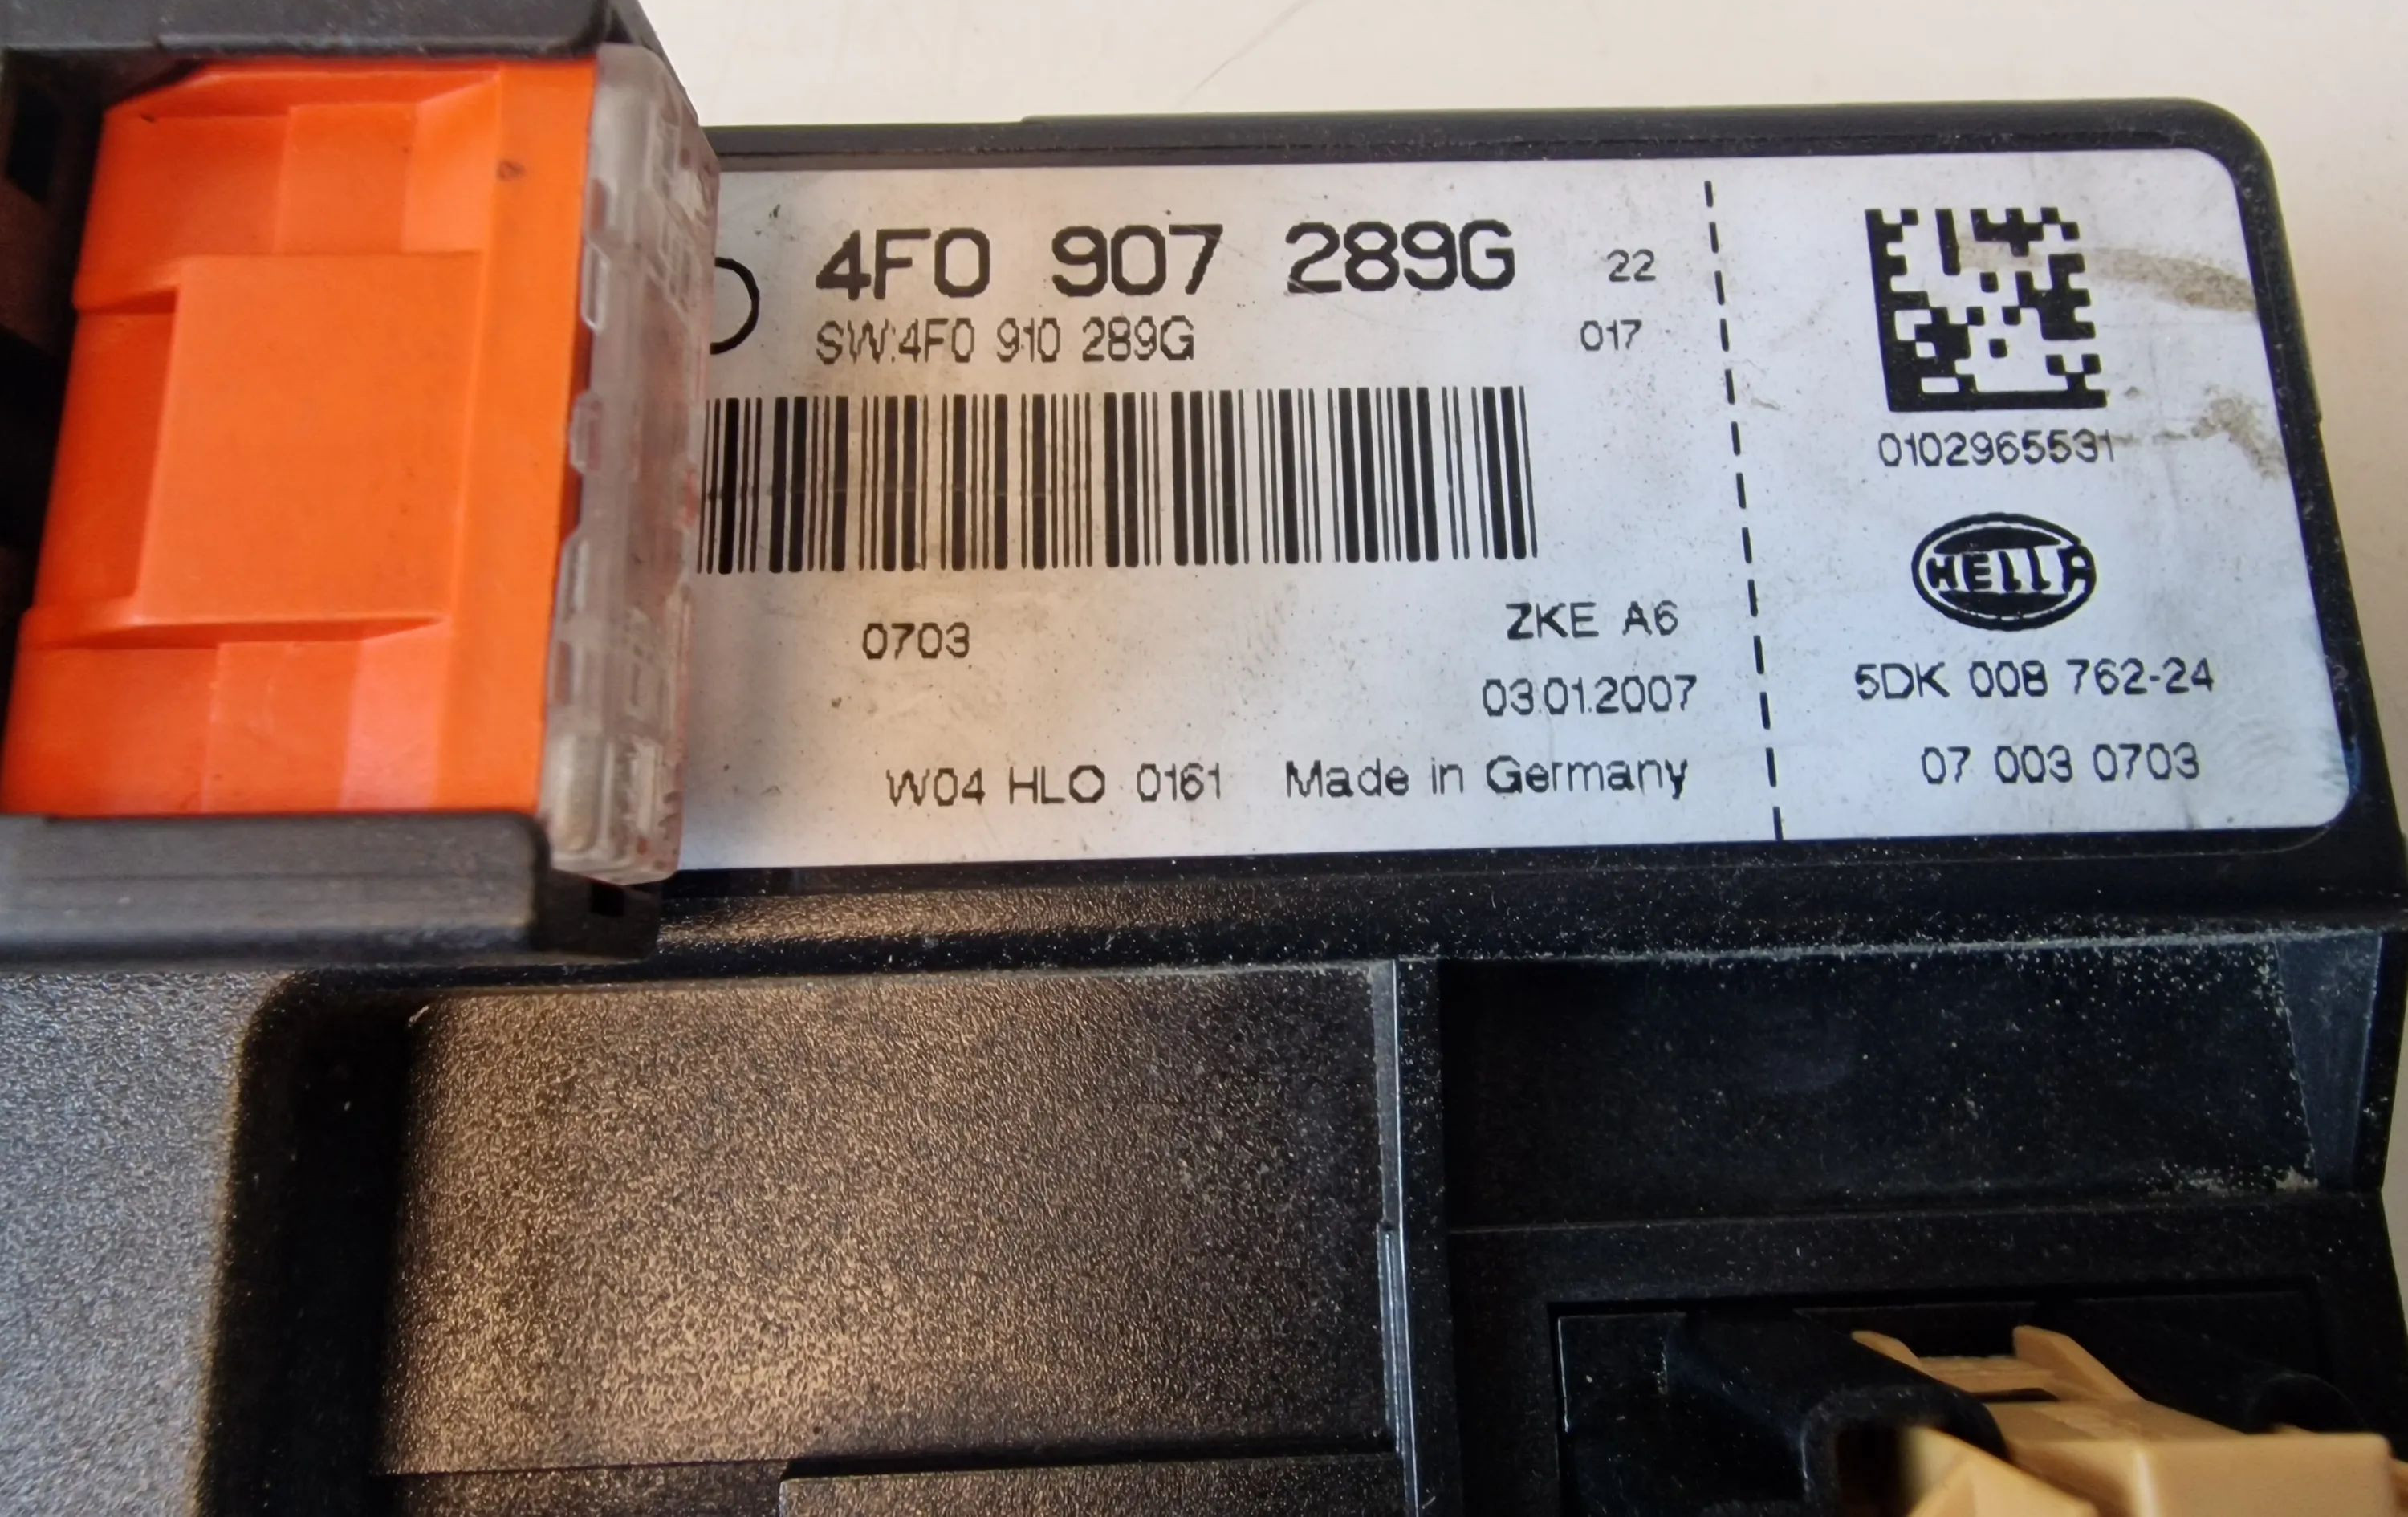 4F0 907 289G 22
SW:4F0 910 289G 017
0703
ZKE A6
03.01.2007
W04 HLO 0161 Made in Germany
0102965531
HELLA
5DK 008 762-24
07 003 0703